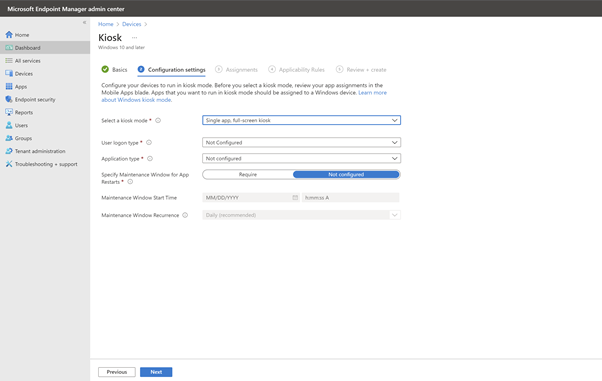 Microsoft Endpoint Manager admin center
«
Home
Dashboard
All services
Devices
Apps
Endpoint security
Reports
Users
Groups
Tenant administration
Troubleshooting + support
Home > Devices >
Kiosk ...
Windows 10 and later
Basics 2 Configuration settings 3 Assignments 4 Applicability Rules 5 Review + create
Configure your devices to run in kiosk mode. Before you select a kiosk mode, review your app assignments in the
Mobile Apps blade. Apps that you want to run in kiosk mode should be assigned to a Windows device. Learn more
about Windows kiosk mode.
Select a kiosk mode * Single app, full-screen kiosk
User logon type * Not Configured
Application type * Not configured
Specify Maintenance Window for App Require Not configured
Restarts *
Maintenance Window Start Time MM/DD/YYYY h:mm:ss A
Maintenance Window Recurrence Daily (recommended)
Previous Next